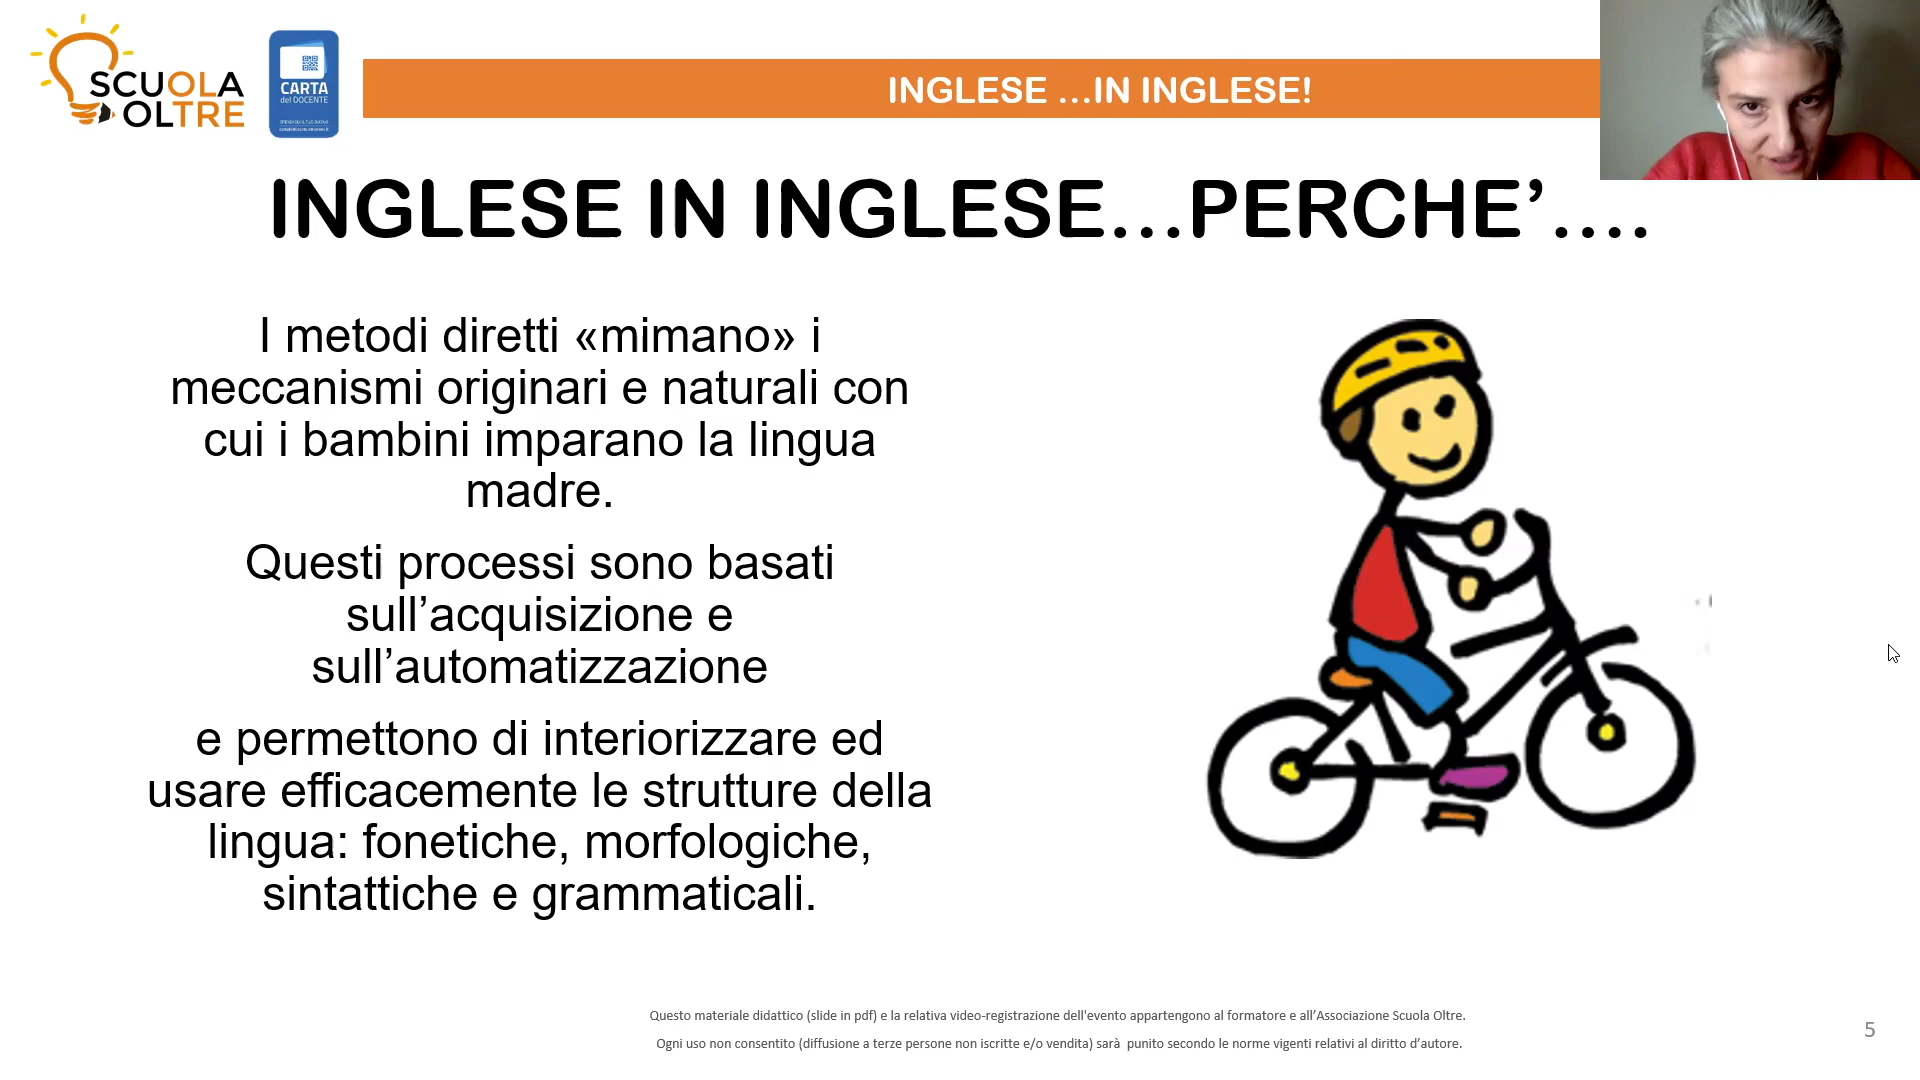 SCUOLA
OLTRE
CARTA
del DOCENTE
INGLESE ...IN INGLESE!
INGLESE IN INGLESE...PERCHE’....
I metodi diretti «mimano» i
meccanismi originari e naturali con
cui i bambini imparano la lingua
madre.
Questi processi sono basati
sull’acquisizione e
sull’automatizzazione
e permettono di interiorizzare ed
usare efficacemente le strutture della
lingua: fonetiche, morfologiche,
sintattiche e grammaticali.
Questo materiale didattico (slide in pdf) e la relativa video-registrazione dell'evento appartengono al formatore e all’Associazione Scuola Oltre.
Ogni uso non consentito (diffusione a terze persone non iscritte e/o vendita) sarà punito secondo le norme vigenti relativi al diritto d’autore.
5